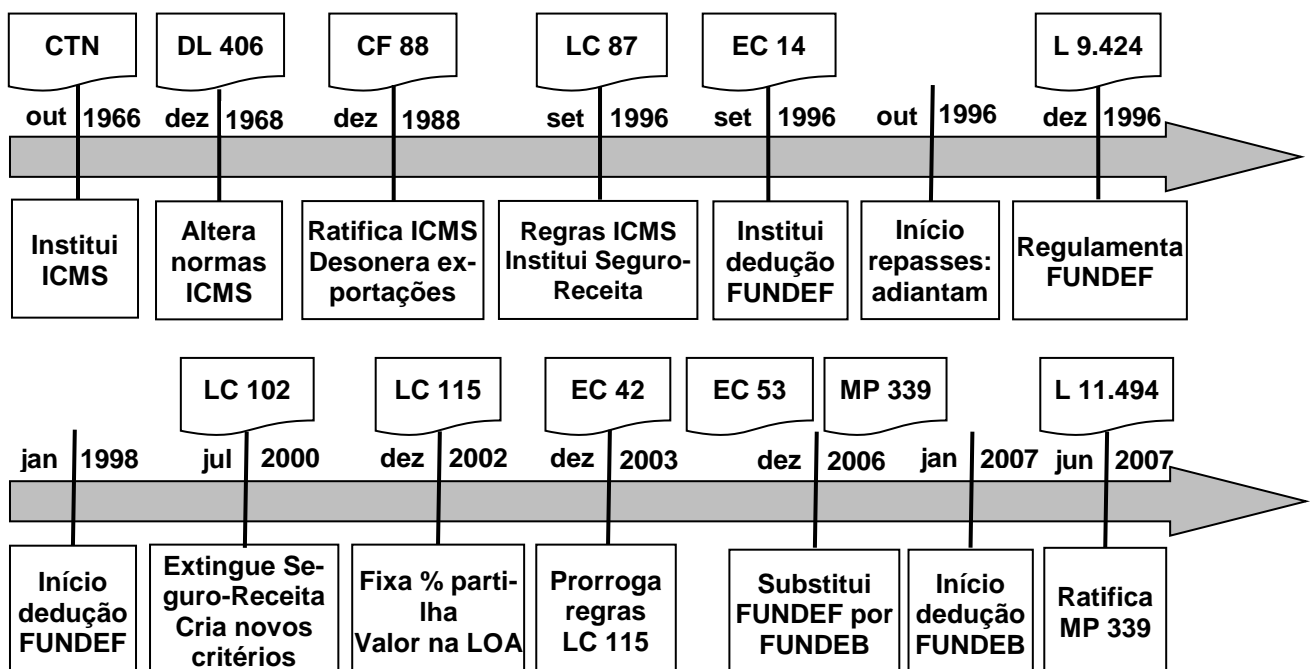 CTN
DL 406
CF 88
LC 87
EC 14
L 9.424
out 1966
dez 1968
dez 1988
set 1996
set 1996
out 1996
dez 1996
Institui
ICMS
Altera
normas
ICMS
Ratifica ICMS
Desonera ex-
portações
Regras ICMS
Institui Seguro-
Receita
Institui
dedução
FUNDEF
Início
repasses:
adiantam
Regulamenta
FUNDEF
LC 102
LC 115
EC 42
EC 53
MP 339
L 11.494
jan 1998
jul 2000
dez 2002
dez 2003
dez 2006
jan 2007
jun 2007
Início
dedução
FUNDEF
Extingue Se-
guro-Receita
Cria novos
critérios
Fixa % parti-
lha
Valor na LOA
Prorroga
regras
LC 115
Substitui
FUNDEF por
FUNDEB
Início
dedução
FUNDEB
Ratifica
MP 339